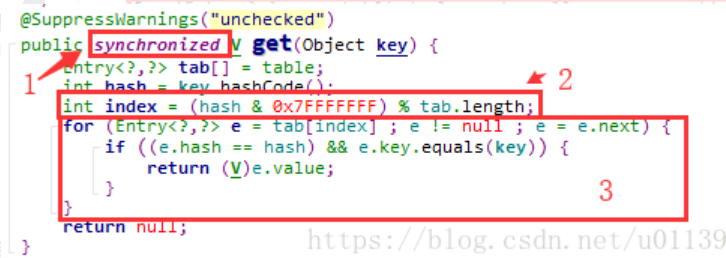 @SuppressWarnings("unchecked")
public synchronized V get(Object key) {
1
Entry<?,?> tab[] = table;
int hash = key.hashCode();
2
int index = (hash & 0x7FFFFFFF) % tab.length;
for (Entry<?,?> e = tab[index] ; e != null ; e = e.next) {
if ((e.hash == hash) && e.key.equals(key)) {
return (V)e.value;
}
3
}
return null;
}
https://blog.csdn.net/u01139